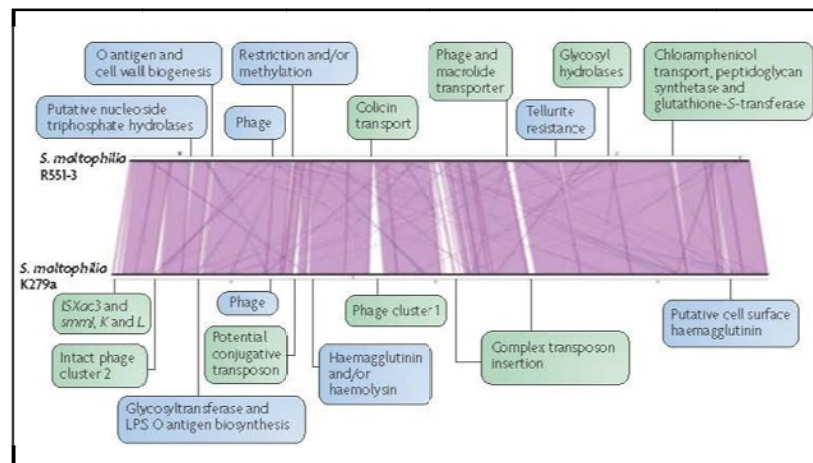 O antigen and
cell wall biogenesis
Restriction and/or
methylation
Phage and
macrolide
transporter
Glycosyl
hydrolases
Chloramphenicol
transport, peptidoglycan
synthetase and
glutathione-S-transferase
Putative nucleoside
triphosphate hydrolases
Phage
Colicin
transport
Tellurite
resistance
S. maltophilia
R551-3
S. maltophilia
K279a
ISXac3 and
smmI, K and L
Phage
Phage cluster 1
Putative cell surface
haemagglutinin
Intact phage
cluster 2
Potential
conjugative
transposon
Haemagglutinin
and/or
haemolysin
Complex transposon
insertion
Glycosyltransferase and
LPS O antigen biosynthesis